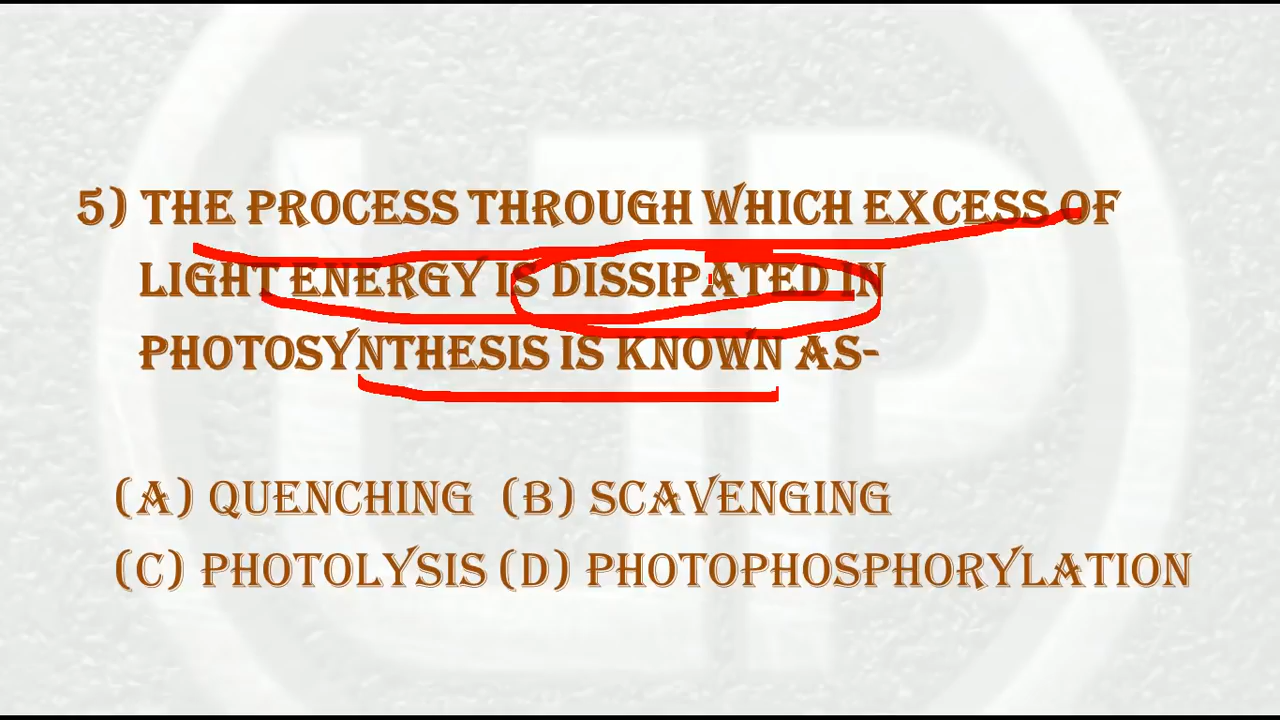 5) THE PROCESS THROUGH WHICH EXCESS OF
LIGHT ENERGY IS DISSIPATED IN
PHOTOSYNTHESIS IS KNOWN AS-
(A) QUENCHING (B) SCAVENGING
(C) PHOTOLYSIS (D) PHOTOPHOSPHORYLATION